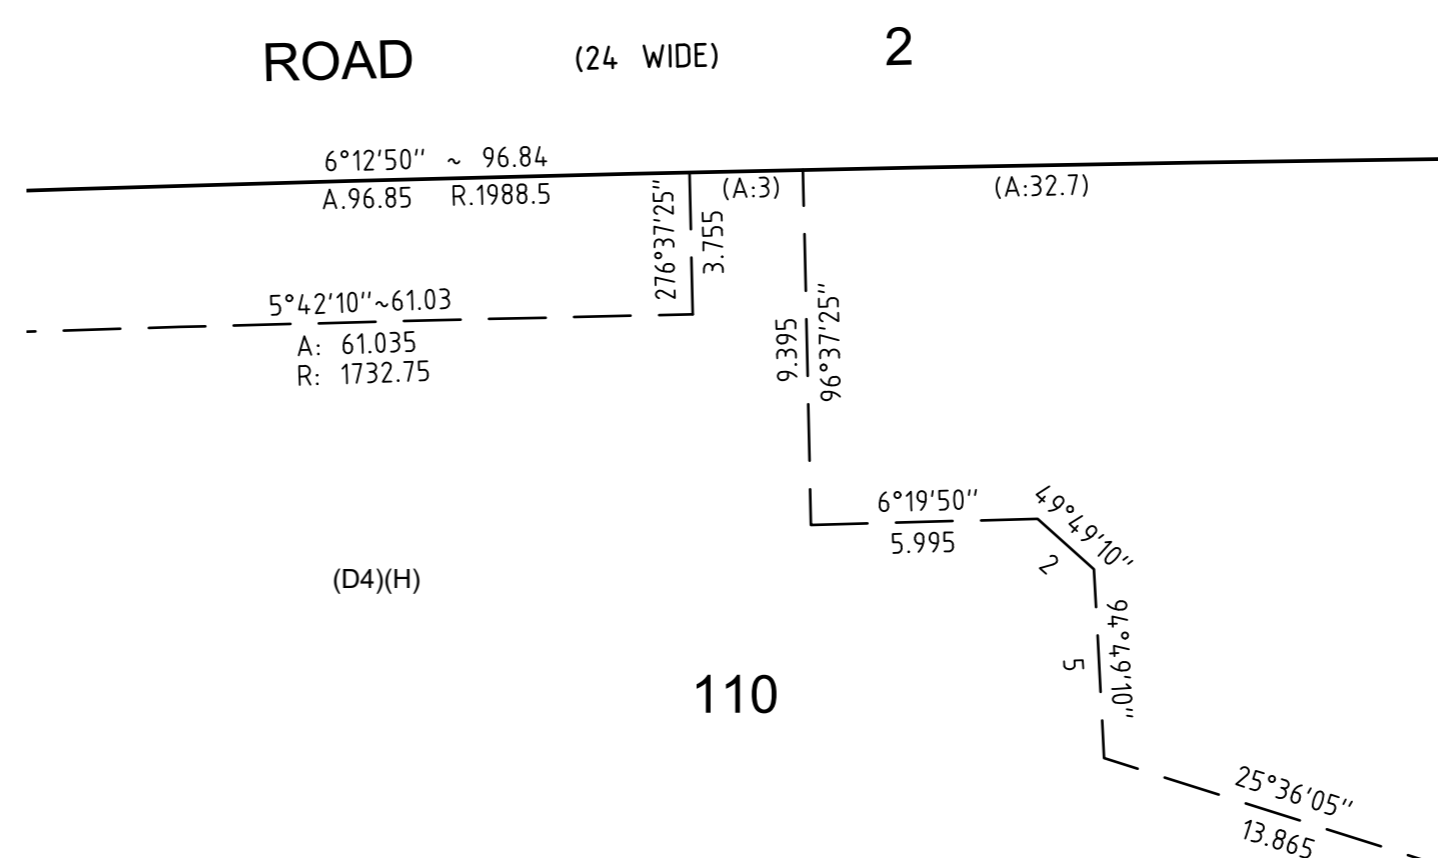 ROAD (24 WIDE) 2
6°12'50" ~ 96.84
A.96.85 R.1988.5
(A:3)
(A:32.7)
276°37'25"
3.755
5°42'10"~61.03
A: 61.035
R: 1732.75
9.395
96°37'25"
6°19'50"
5.995
49°49'10"
2
(D4)(H)
94°49'10"
5
110
25°36'05"
13.865